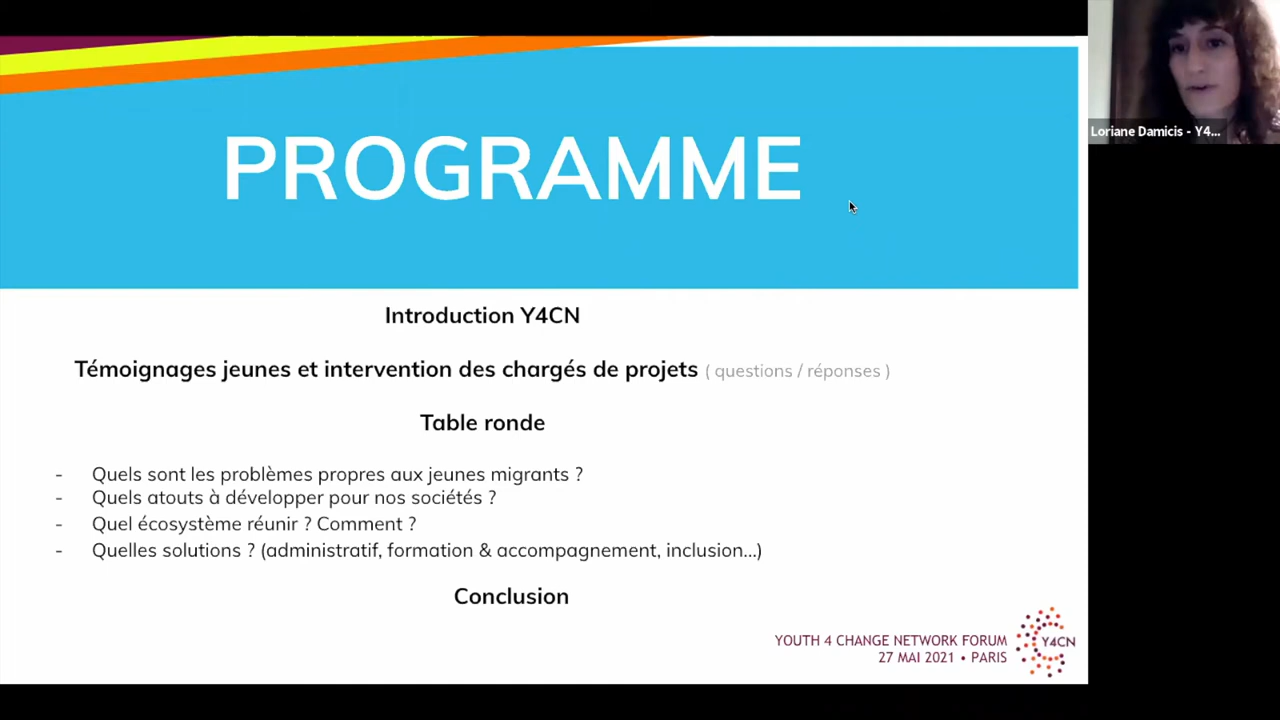 PROGRAMME
Loriane Damicis - Y4...
Introduction Y4CN
Témoignages jeunes et intervention des chargés de projets ( questions / réponses )
Table ronde
- Quels sont les problèmes propres aux jeunes migrants ?
- Quels atouts à développer pour nos sociétés ?
- Quel écosystème réunir ? Comment ?
- Quelles solutions ? (administratif, formation & accompagnement, inclusion...)
Conclusion
YOUTH 4 CHANGE NETWORK FORUM
27 MAI 2021 • PARIS
Y4CN